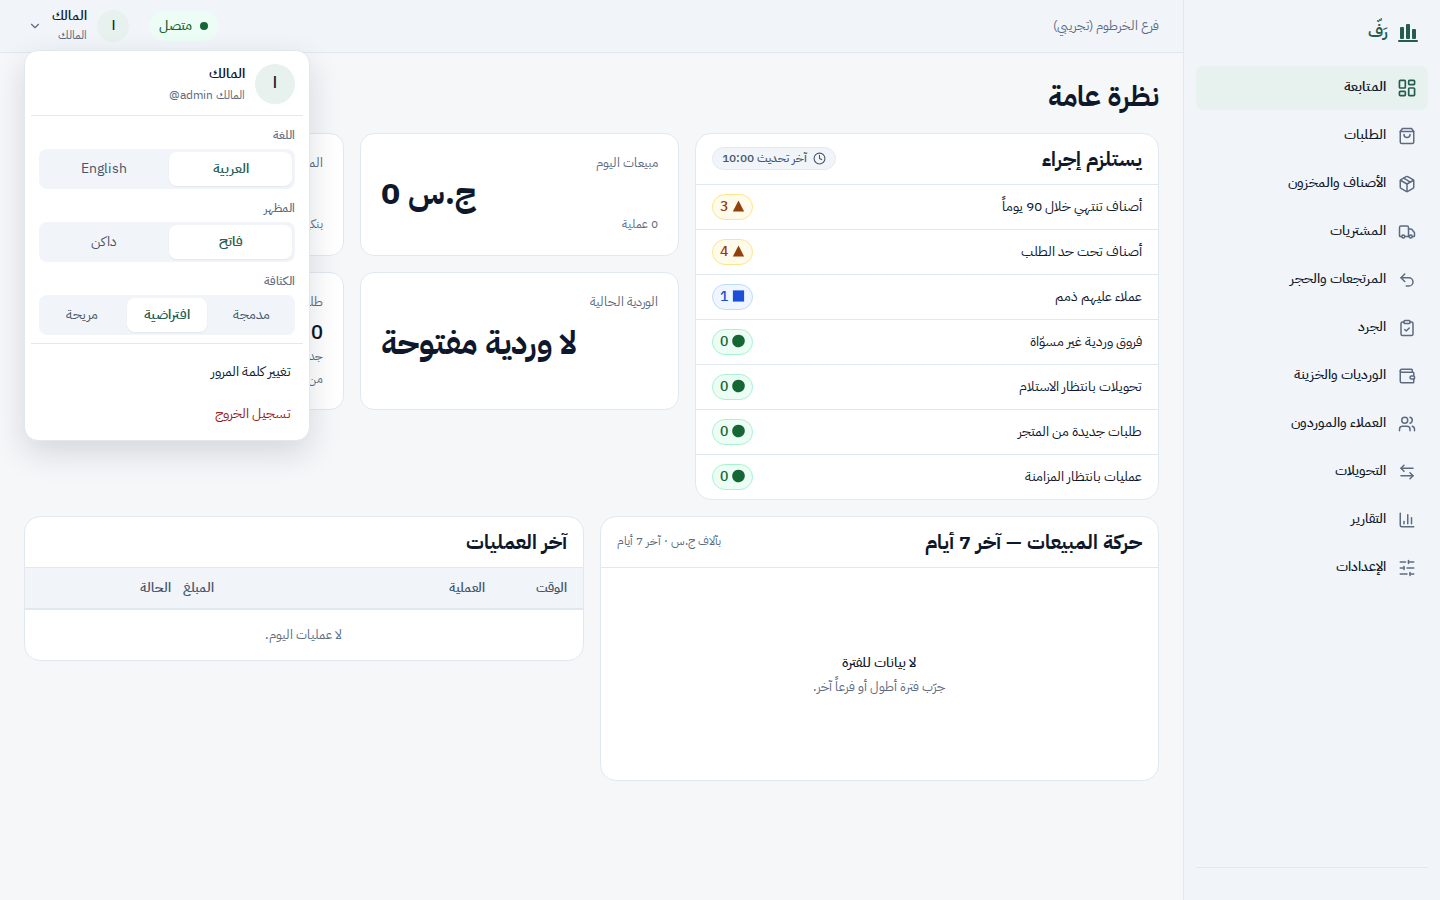 رَفّ
المتابعة
الطلبات
الأصناف والمخزون
المشتريات
المرتجعات والحجر
الجرد
الورديات والخزينة
العملاء والموردون
التحويلات
التقارير
الإعدادات
فرع الخرطوم (تجريبي)
متصل
ا
المالك
المالك
ا
المالك
المالك @admin
اللغة
العربية
English
المظهر
فاتح
داكن
الكثافة
مدمجة
افتراضية
مريحة
تغيير كلمة المرور
تسجيل الخروج
نظرة عامة
يستلزم إجراء
آخر تحديث 10:00
أصناف تنتهي خلال 90 يوماً
3
أصناف تحت حد الطلب
4
عملاء عليهم ذمم
1
فروق وردية غير مسوّاة
0
تحويلات بانتظار الاستلام
0
طلبات جديدة من المتجر
0
عمليات بانتظار المزامنة
0
مبيعات اليوم
0 ج.س
0 عملية
الوردية الحالية
لا وردية مفتوحة
0
من
حركة المبيعات — آخر 7 أيام
بآلاف ج.س · آخر 7 أيام
لا بيانات للفترة
جرّب فترة أطول أو فرعاً آخر.
آخر العمليات
الوقت
العملية
المبلغ
الحالة
لا عمليات اليوم.